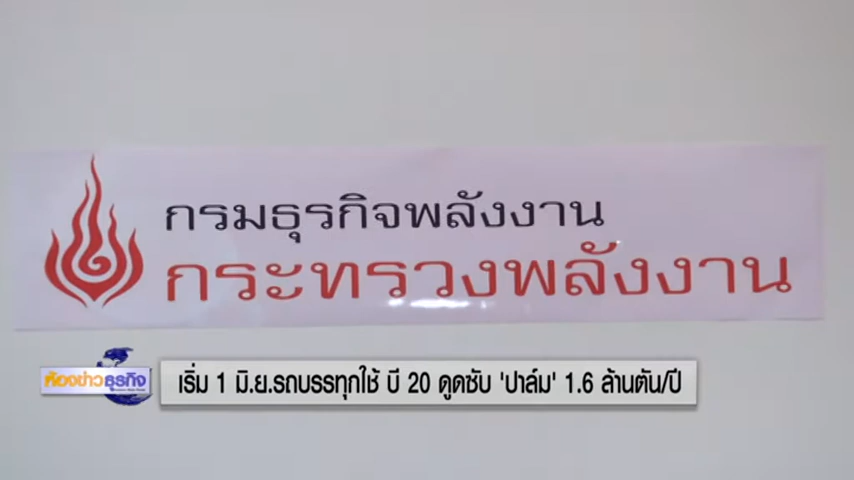 กรมธุรกิจพลังงาน
กระทรวงพลังงาน
ห้องข่าวธุรกิจ
เริ่ม 1 มิ.ย.รถบรรทุกใช้ บี 20 ดูดซับ 'ปาล์ม' 1.6 ล้านตัน/ปี